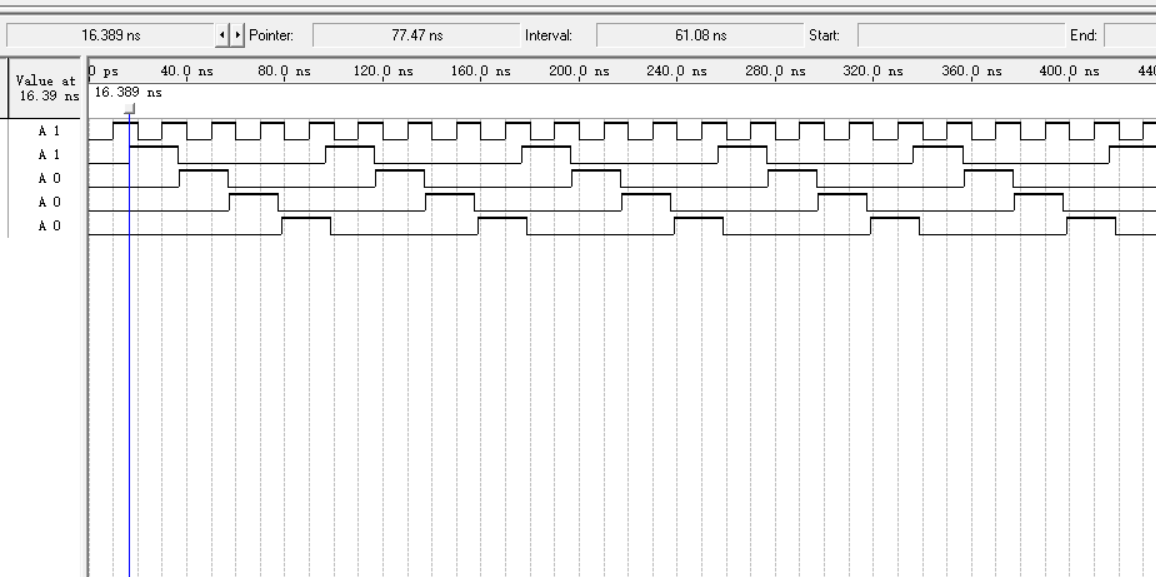 16.389 ns Pointer: 77.47 ns Interval: 61.08 ns Start: End:
Value at
16.39 ns
0 ps 40.0 ns 80.0 ns 120.0 ns 160.0 ns 200.0 ns 240.0 ns 280.0 ns 320.0 ns 360.0 ns 400.0 ns 440
16.389 ns
A 1
A 1
A 0
A 0
A 0